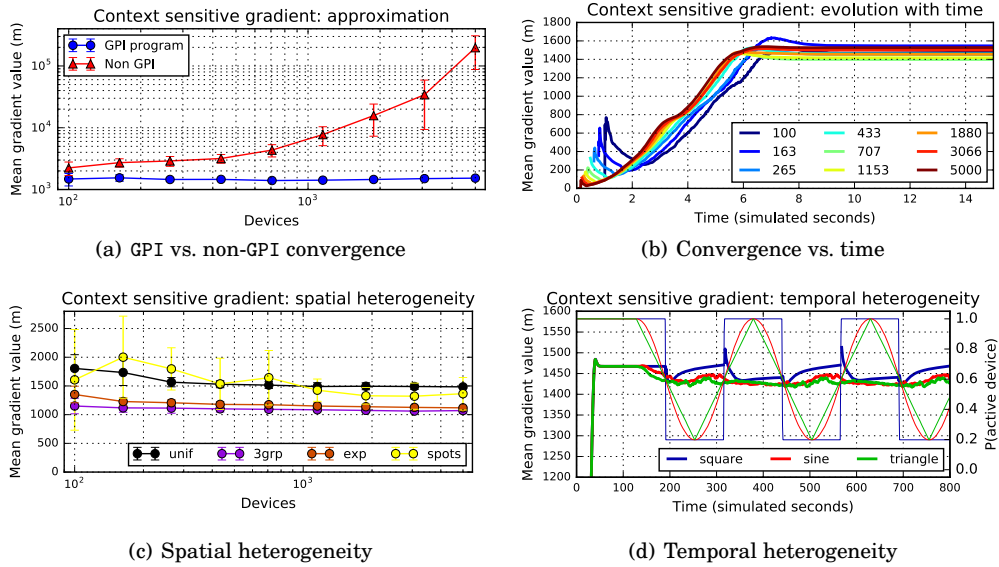 Context sensitive gradient: approximation
Mean gradient value (m)
10^5
10^4
10^3
GPI program
Non GPI
10^2
10^3
Devices
(a) GPI vs. non-GPI convergence
Context sensitive gradient: evolution with time
Mean gradient value (m)
1800
1600
1400
1200
1000
800
600
400
200
0
100 433 1880
163 707 3066
265 1153 5000
0 2 4 6 8 10 12 14
Time (simulated seconds)
(b) Convergence vs. time
Context sensitive gradient: spatial heterogeneity
Mean gradient value (m)
2500
2000
1500
1000
500
0
unif 3grp exp spots
10^2
10^3
Devices
(c) Spatial heterogeneity
Context sensitive gradient: temporal heterogeneity
Mean gradient value (m)
1600
1550
1500
1450
1400
1350
1300
1250
1200
1.0
0.8
0.6
0.4
0.2
0.0
P(active device)
square sine triangle
0 100 200 300 400 500 600 700 800
Time (simulated seconds)
(d) Temporal heterogeneity